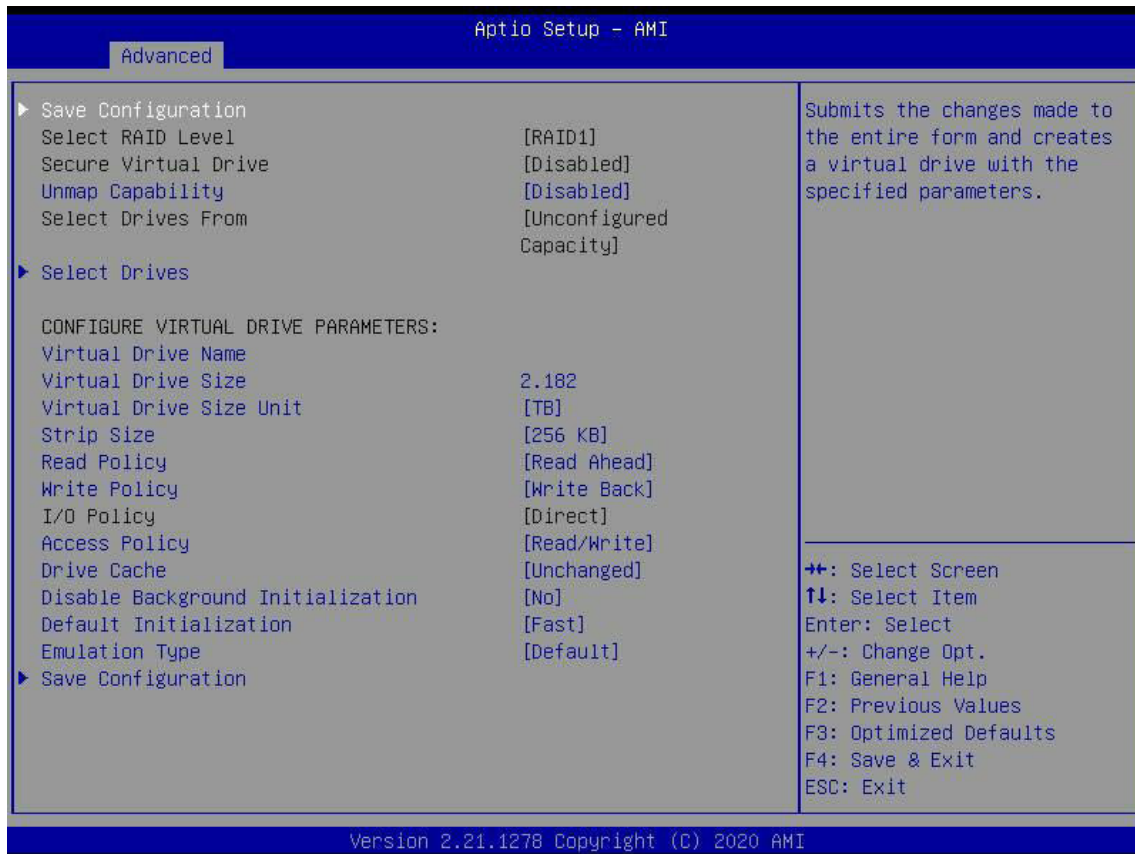 Aptio Setup – AMI
Advanced
▶ Save Configuration
Select RAID Level [RAID1]
Secure Virtual Drive [Disabled]
Unmap Capability [Disabled]
Select Drives From [Unconfigured
Capacity]
▶ Select Drives
CONFIGURE VIRTUAL DRIVE PARAMETERS:
Virtual Drive Name
Virtual Drive Size 2.182
Virtual Drive Size Unit [TB]
Strip Size [256 KB]
Read Policy [Read Ahead]
Write Policy [Write Back]
I/O Policy [Direct]
Access Policy [Read/Write]
Drive Cache [Unchanged]
Disable Background Initialization [No]
Default Initialization [Fast]
Emulation Type [Default]
▶ Save Configuration
Submits the changes made to
the entire form and creates
a virtual drive with the
specified parameters.
→←: Select Screen
↑↓: Select Item
Enter: Select
+/-: Change Opt.
F1: General Help
F2: Previous Values
F3: Optimized Defaults
F4: Save & Exit
ESC: Exit
Version 2.21.1278 Copyright (C) 2020 AMI